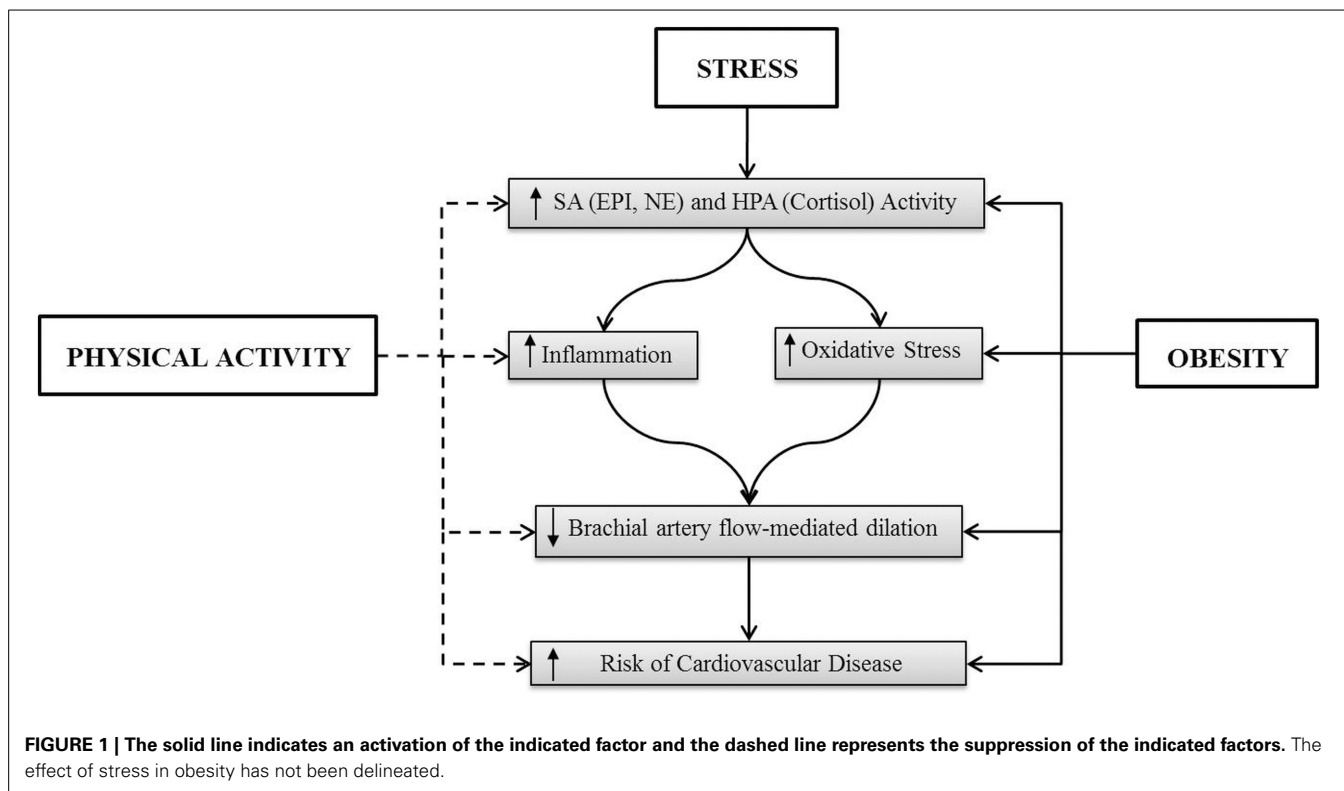 STRESS
↑ SA (EPI, NE) and HPA (Cortisol) Activity
PHYSICAL ACTIVITY
↑ Inflammation
↑ Oxidative Stress
OBESITY
↓ Brachial artery flow-mediated dilation
↑ Risk of Cardiovascular Disease
FIGURE 1 | The solid line indicates an activation of the indicated factor and the dashed line represents the suppression of the indicated factors. The
effect of stress in obesity has not been delineated.